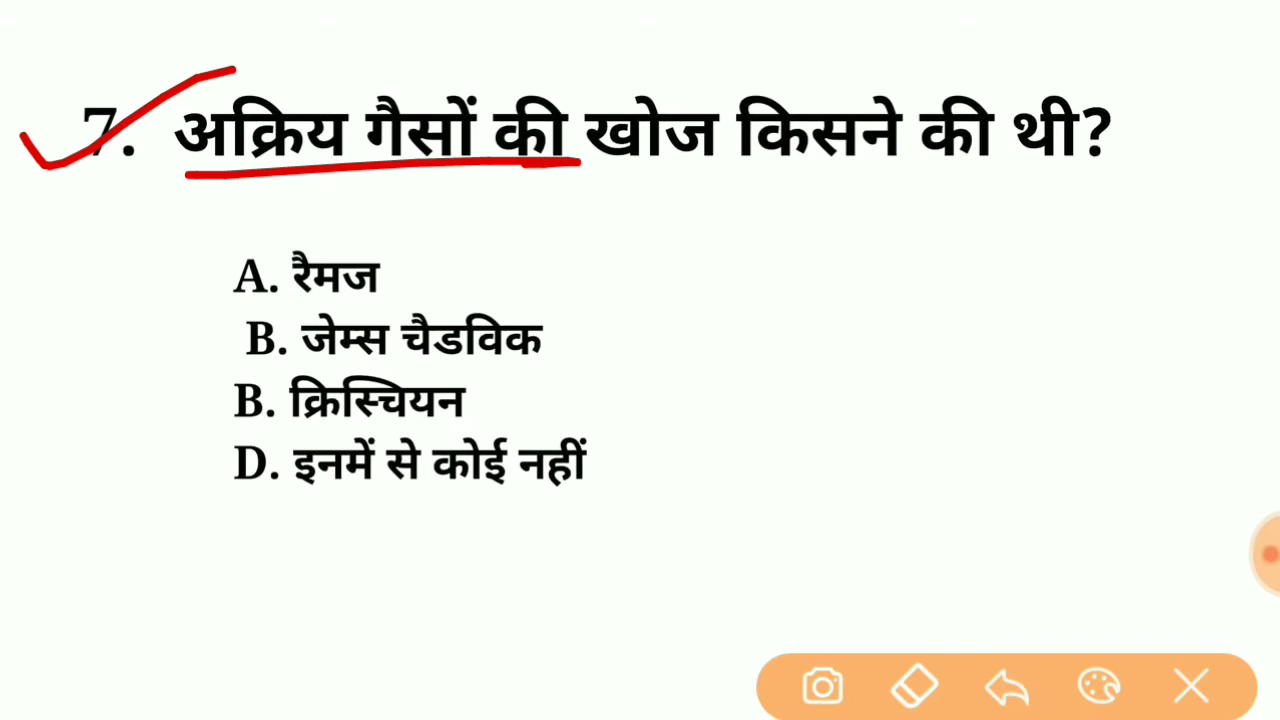 7. अक्रिय गैसों की खोज किसने की थी?
A. रैमज
B. जेम्स चैडविक
B. क्रिस्चियन
D. इनमें से कोई नहीं